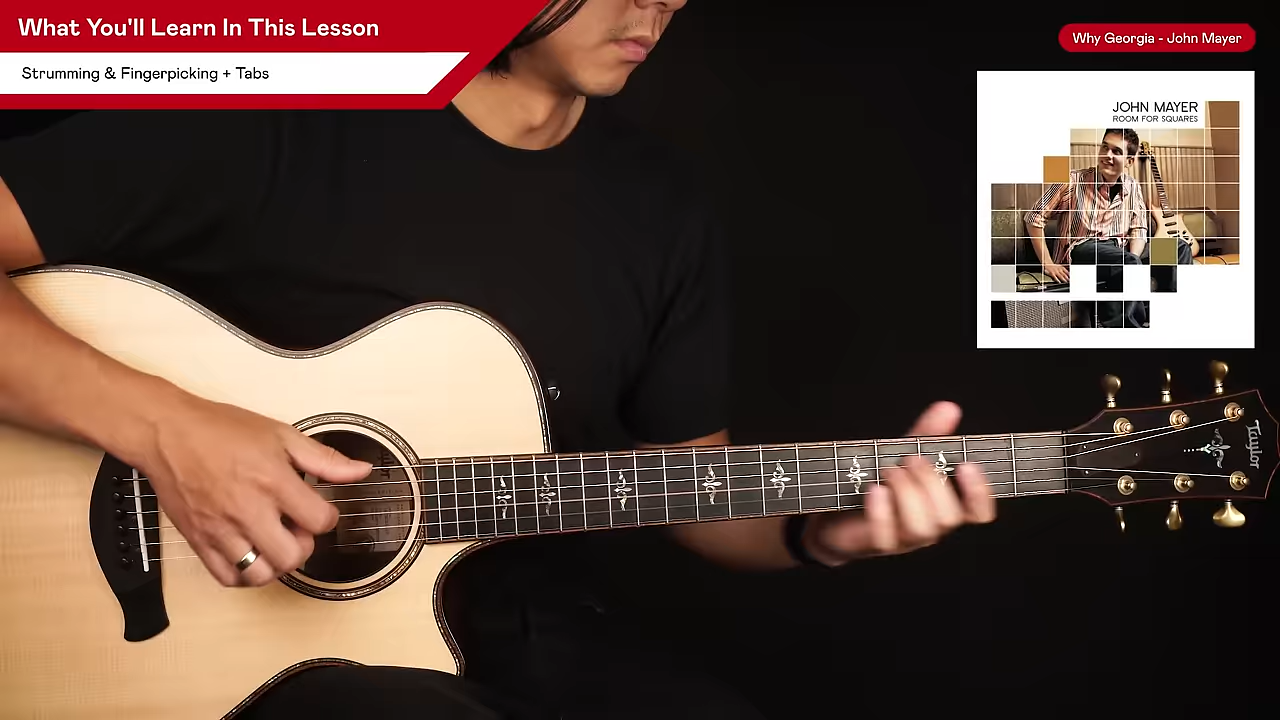 What You'll Learn In This Lesson
Strumming & Fingerpicking + Tabs
Why Georgia - John Mayer
JOHN MAYER
ROOM FOR SQUARES
Taylor